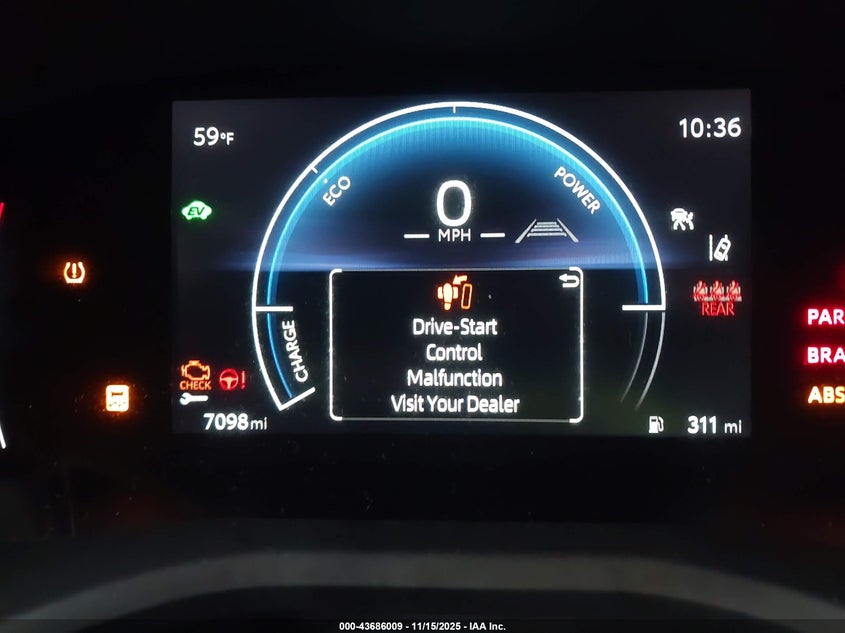 59°F
10:36
ECO
POWER
EV
0
MPH
REAR
CHARGE
Drive-Start
Control
Malfunction
Visit Your Dealer
CHECK
7098 mi
311 mi
PAR
BRA
ABS
000-43686009 - 11/15/2025 - IAA Inc.